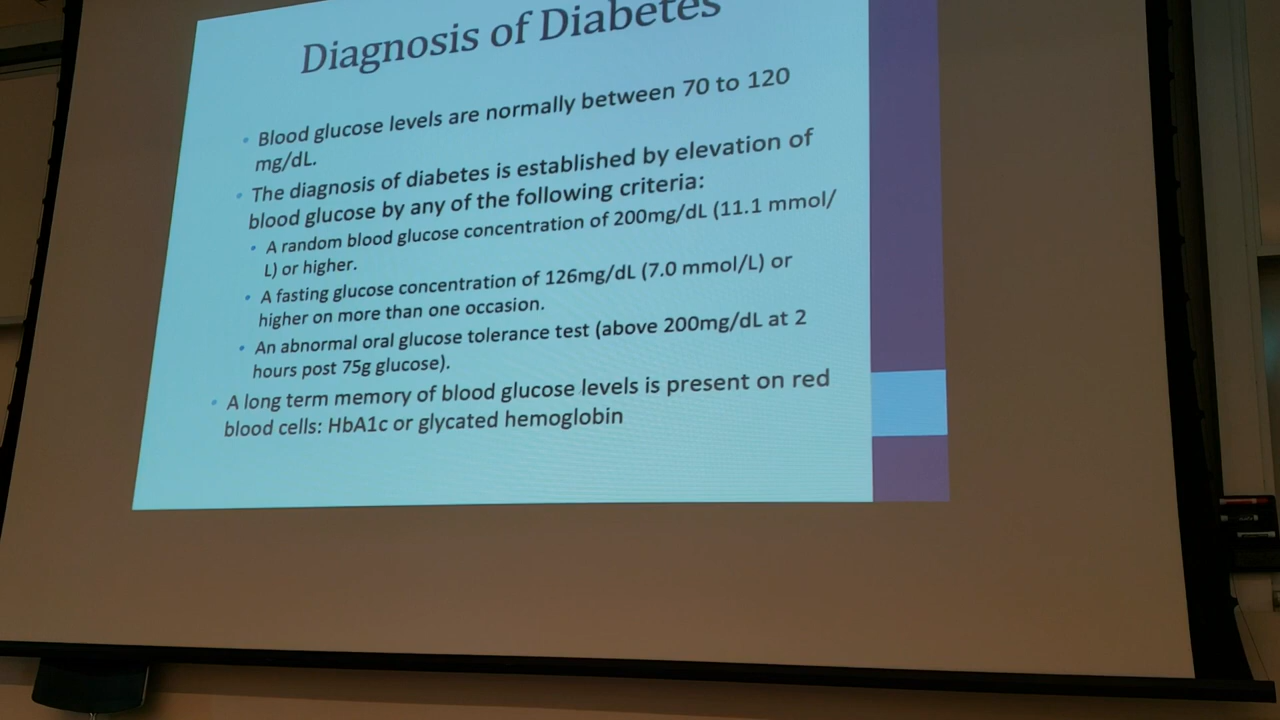 Diagnosis of Diabetes
• Blood glucose levels are normally between 70 to 120
mg/dL.
• The diagnosis of diabetes is established by elevation of
blood glucose by any of the following criteria:
• A random blood glucose concentration of 200mg/dL (11.1 mmol/
L) or higher.
• A fasting glucose concentration of 126mg/dL (7.0 mmol/L) or
higher on more than one occasion.
• An abnormal oral glucose tolerance test (above 200mg/dL at 2
hours post 75g glucose).
• A long term memory of blood glucose levels is present on red
blood cells: HbA1c or glycated hemoglobin